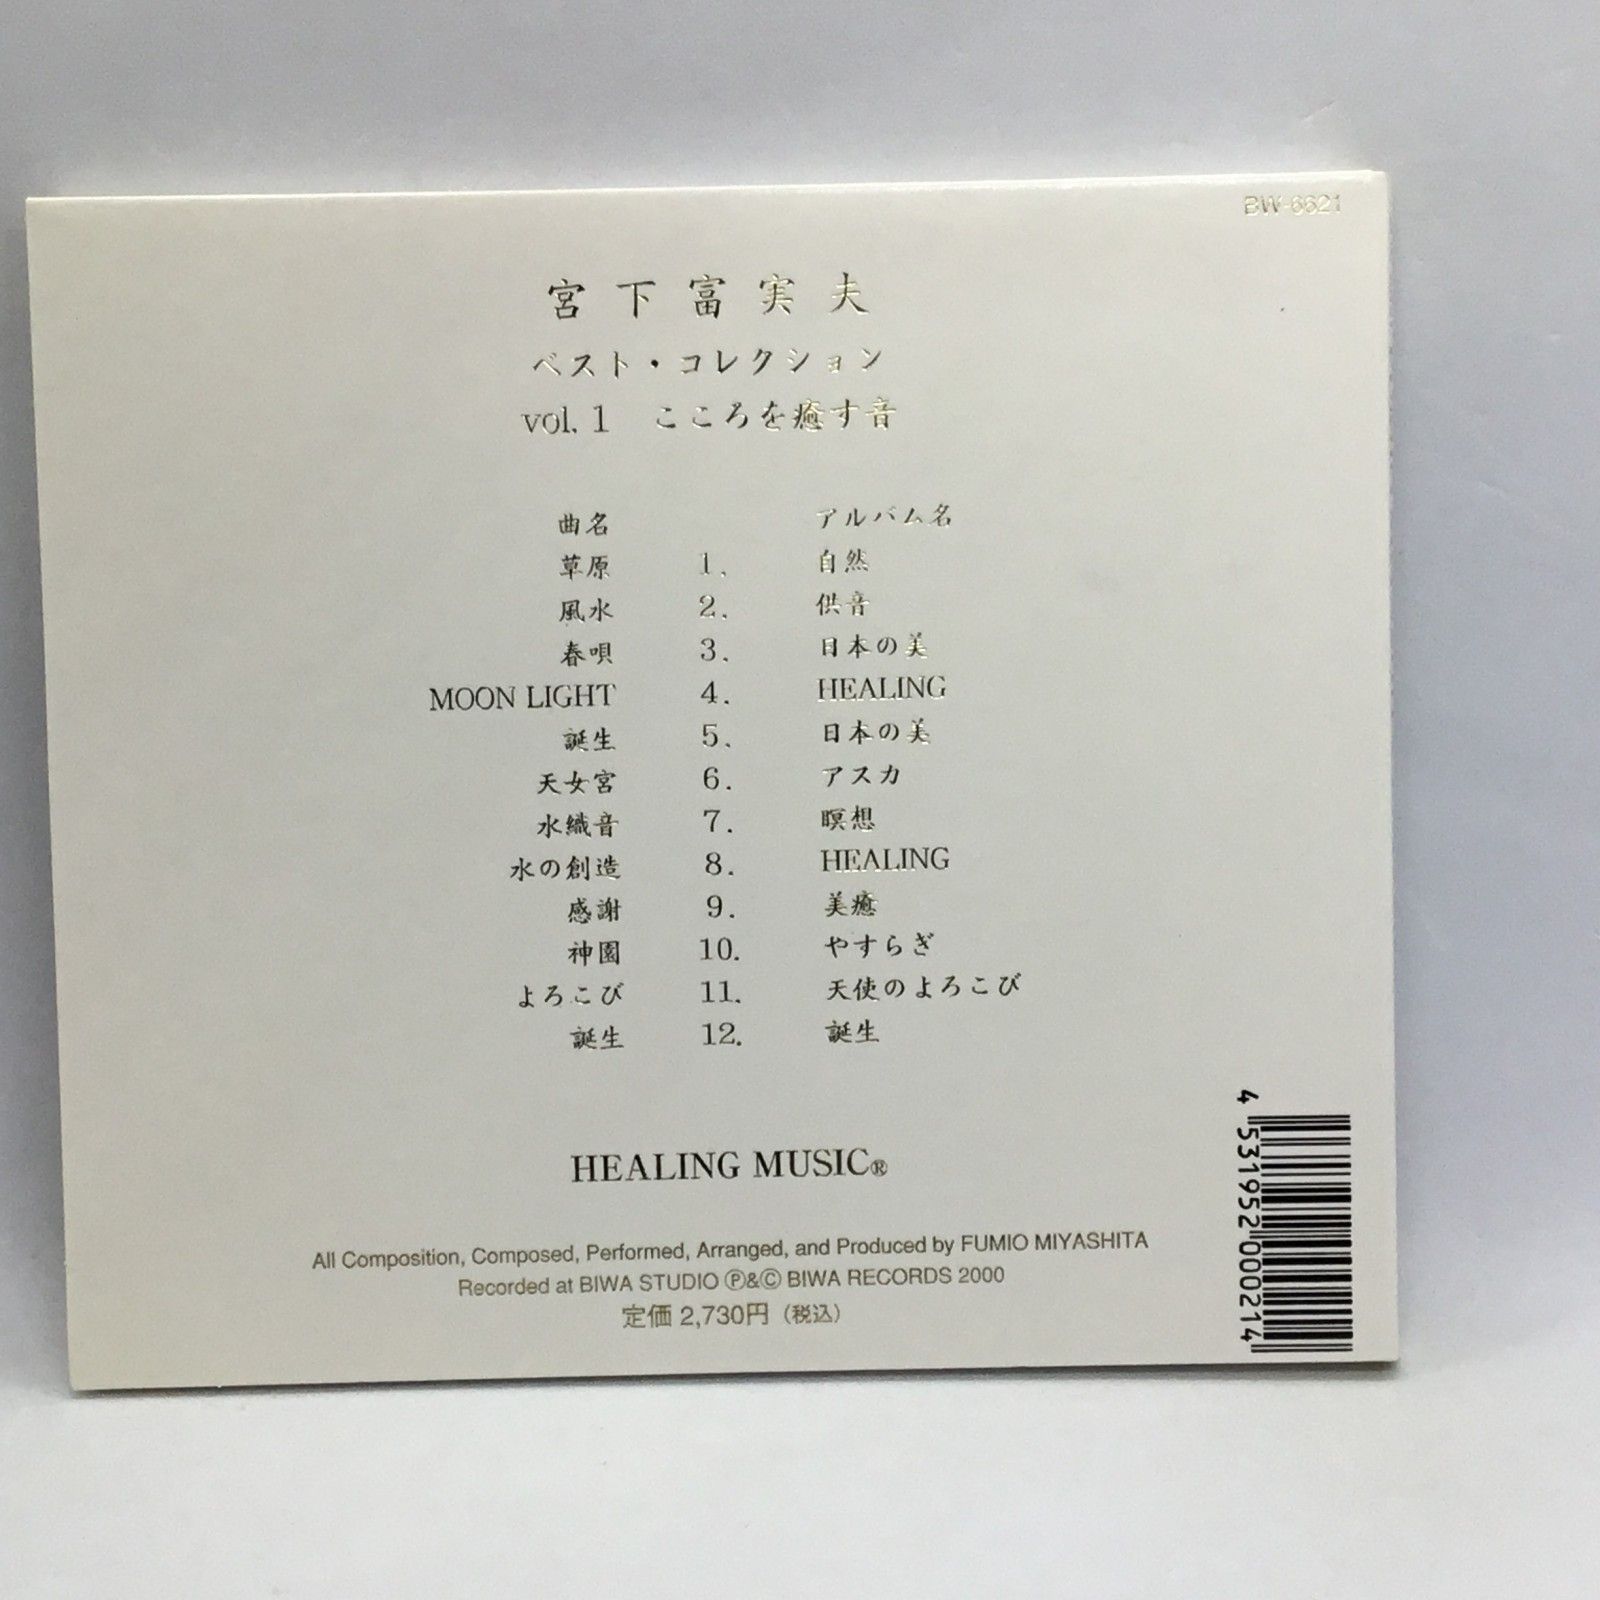 BW-6621
宮下富実夫
ベスト・コレクション
vol. 1 こころを癒す音
曲名 アルバム名
草原 1. 自然
風水 2. 供音
春唄 3. 日本の美
MOON LIGHT 4. HEALING
誕生 5. 日本の美
天女宮 6. アスカ
水織音 7. 瞑想
水の創造 8. HEALING
感謝 9. 美癒
神園 10. やすらぎ
よろこび 11. 天使のよろこび
誕生 12. 誕生
HEALING MUSIC®
All Composition, Composed, Performed, Arranged, and Produced by FUMIO MIYASHITA
Recorded at BIWA STUDIO Ⓟ&Ⓒ BIWA RECORDS 2000
定価 2,730円（税込）
4 531952 000214